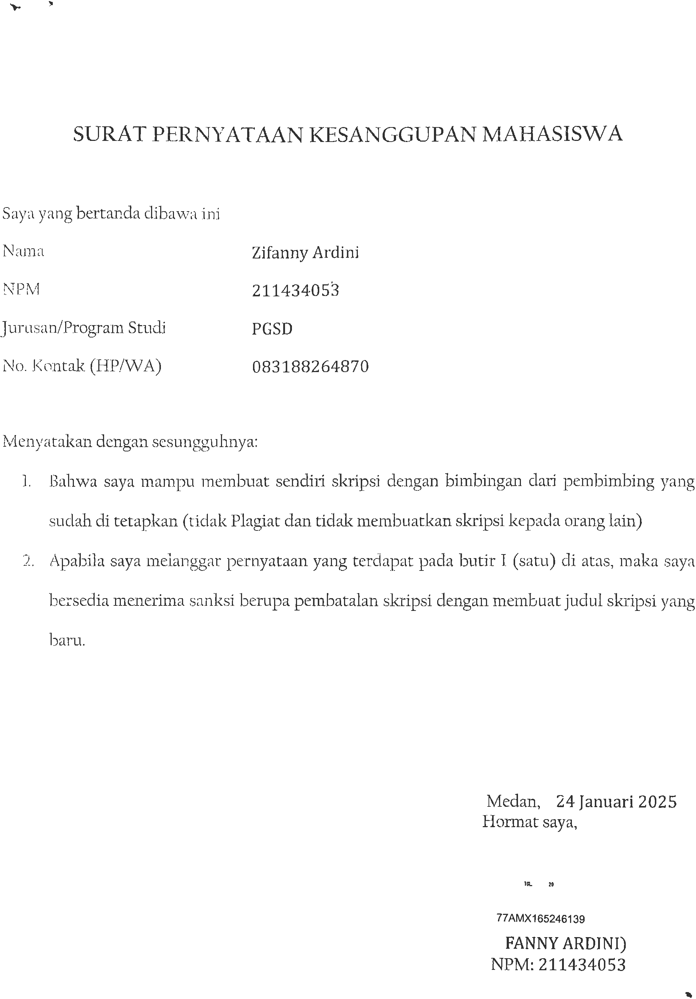 SURAT PERNYATAAN KESANGGUPAN MAHASISWA
Saya yang bertanda dibawa ini
Nama Zifanny Ardini
NPM 211434053
Jurusan/Program Studi PGSD
No. Kontak (HP/WA) 083188264870
Menyatakan dengan sesungguhnya:
1. Bahwa saya mampu membuat sendiri skripsi dengan bimbingan dari pembimbing yang
sudah di tetapkan (tidak Plagiat dan tidak membuatkan skripsi kepada orang lain)
2. Apabila saya melanggar pernyataan yang terdapat pada butir I (satu) di atas, maka saya
bersedia menerima sanksi berupa pembatalan skripsi dengan membuat judul skripsi yang
baru.
Medan, 24 Januari 2025
Hormat saya,
TGL 20
77AMX165246139
FANNY ARDINI)
NPM: 211434053